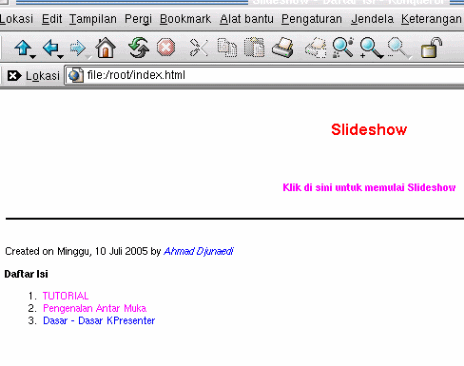 Slideshow - Daftar Isi - Konqueror
Lokasi Edit Tampilan Pergi Bookmark Alat bantu Pengaturan Jendela Keterangan
Lokasi file:/root/index.html
Slideshow
Klik di sini untuk memulai Slideshow
Created on Minggu, 10 Juli 2005 by Ahmad Djunaedi
Daftar Isi
1. TUTORIAL
2. Pengenalan Antar Muka
3. Dasar - Dasar KPresenter